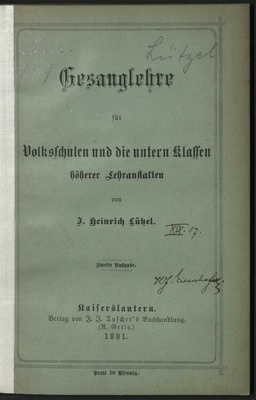 Lützel
Gesanglehre
für
Volksschulen und die untern Klassen
höherer Lehranstalten
von
J. Heinrich Lützel.
XIX. 17.
Zweite Ausgabe.
Kaiserslautern.
Verlag von J. J. Tascher's Buchhandlung.
(A. Gerle.)
1881.
Preis 30 Pfennig.